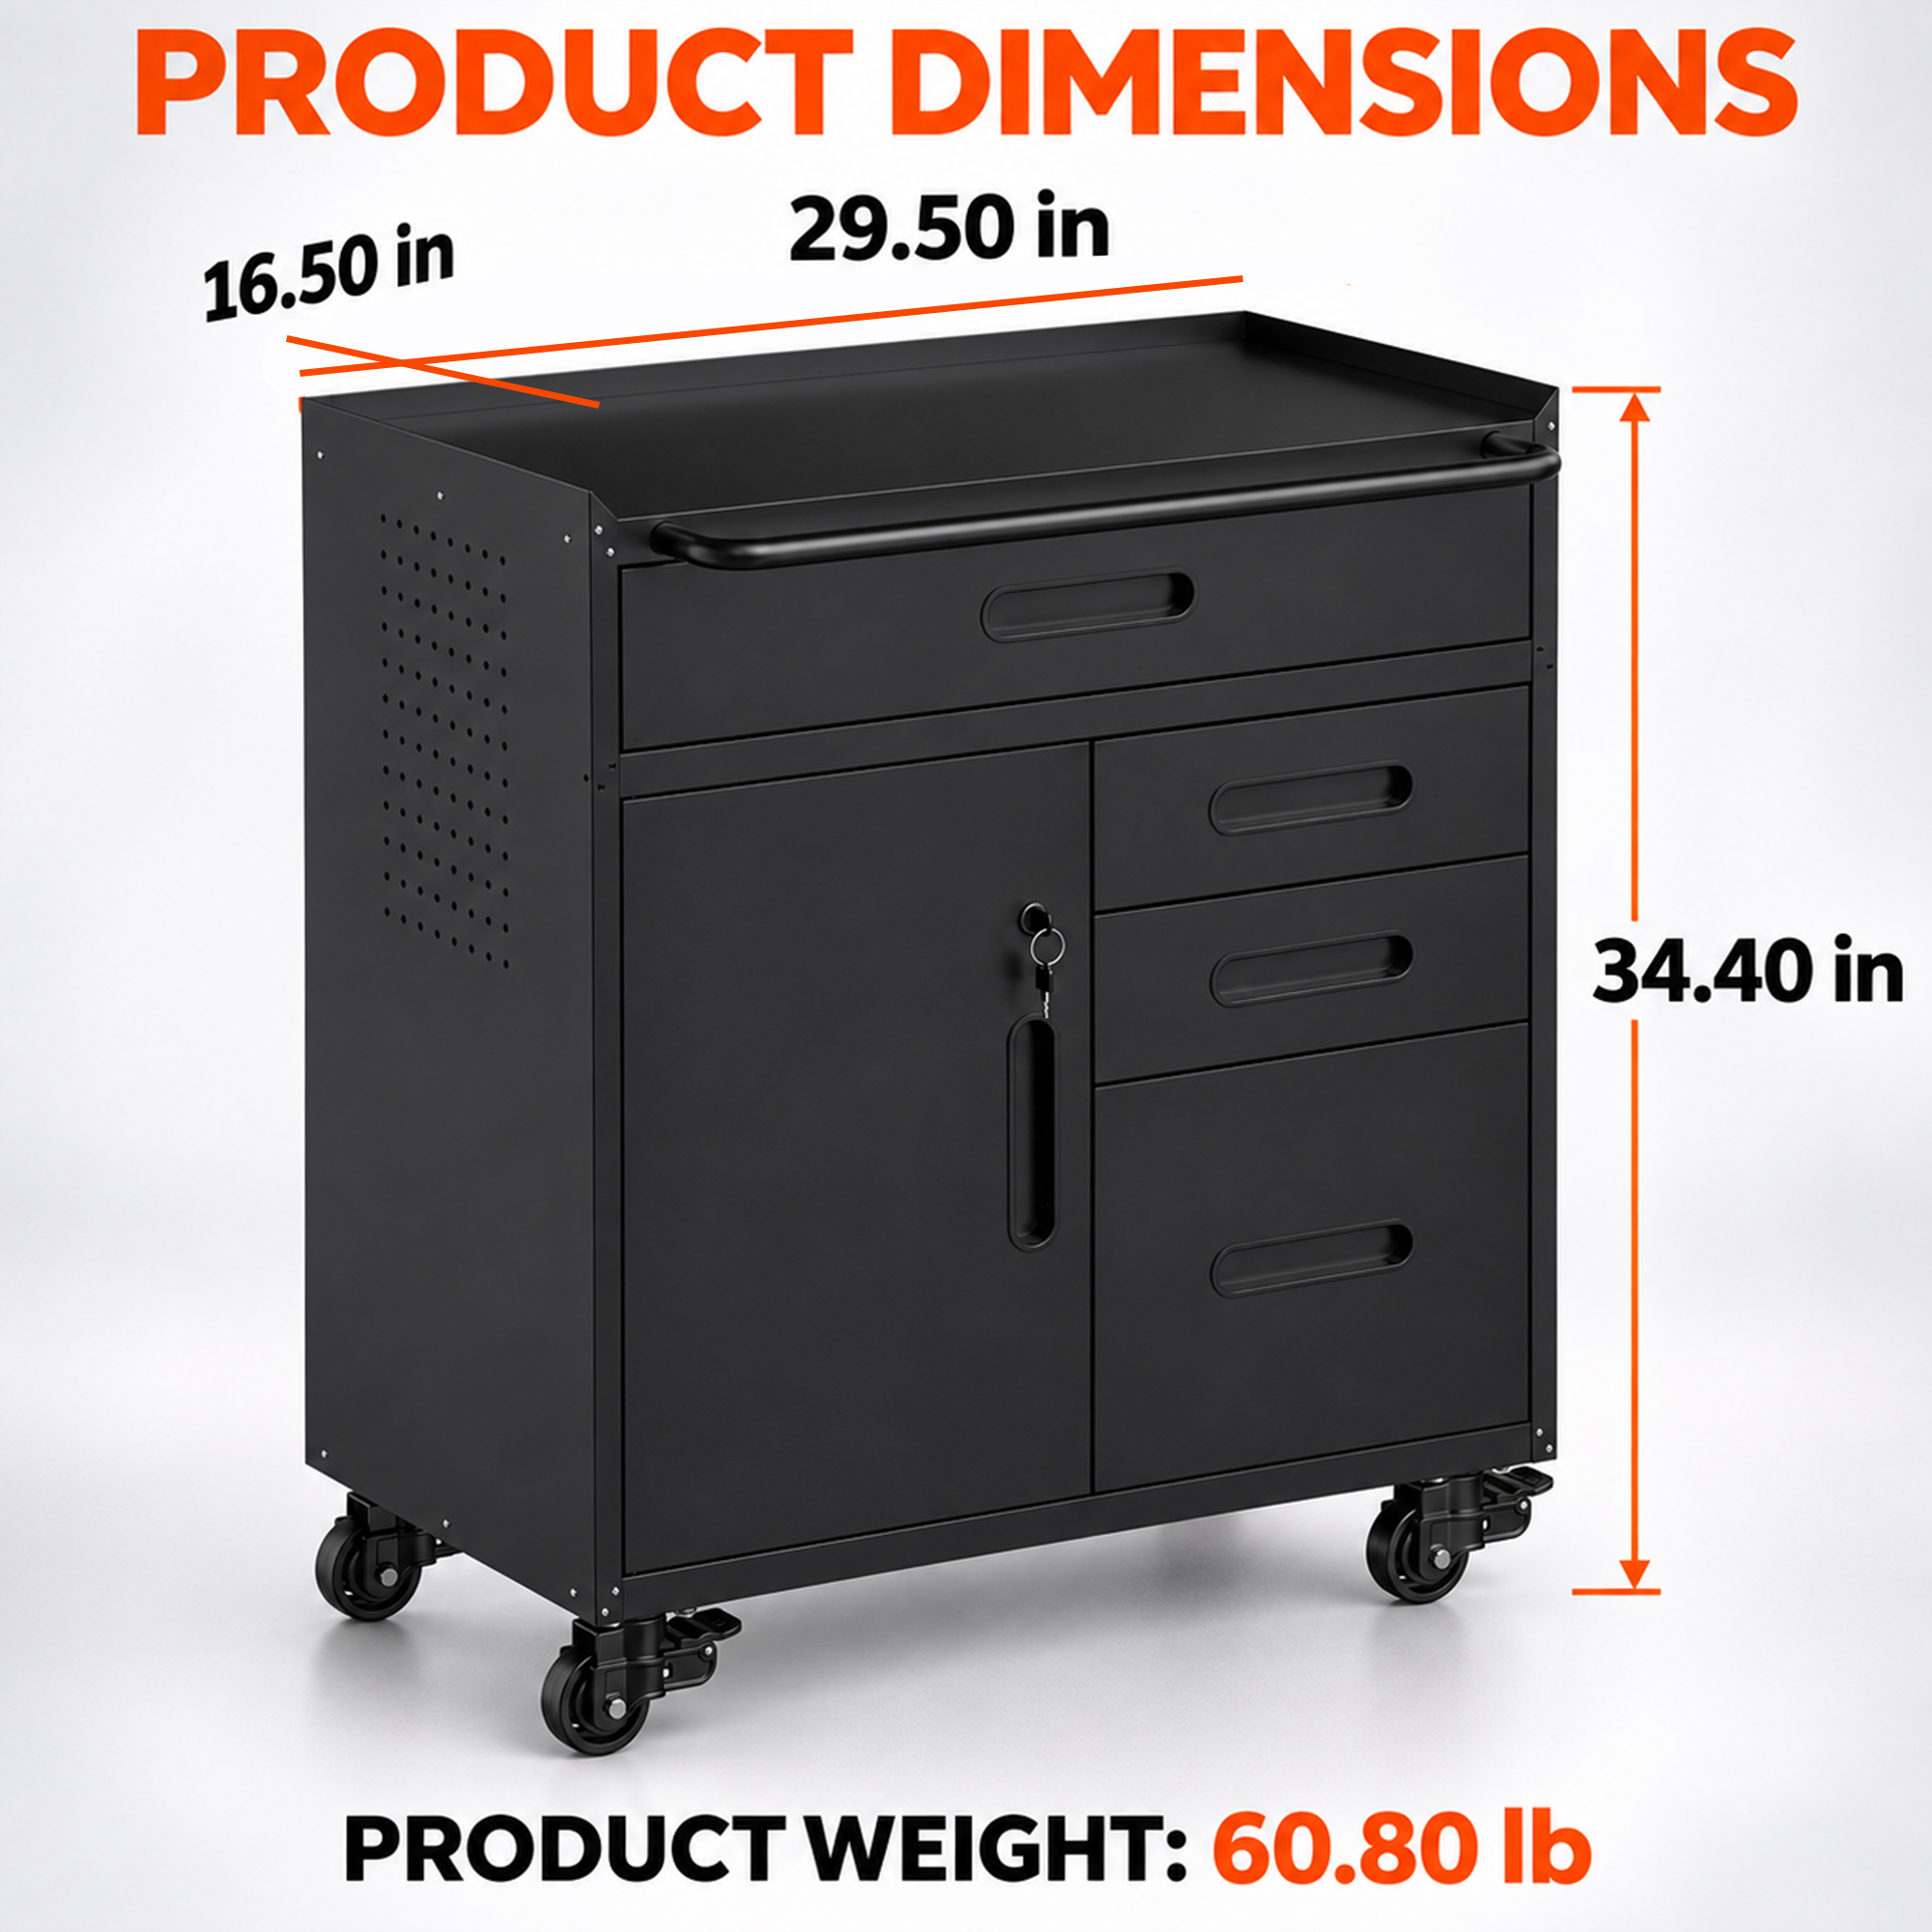 PRODUCT DIMENSIONS
16.50 in
29.50 in
34.40 in
PRODUCT WEIGHT: 60.80 lb